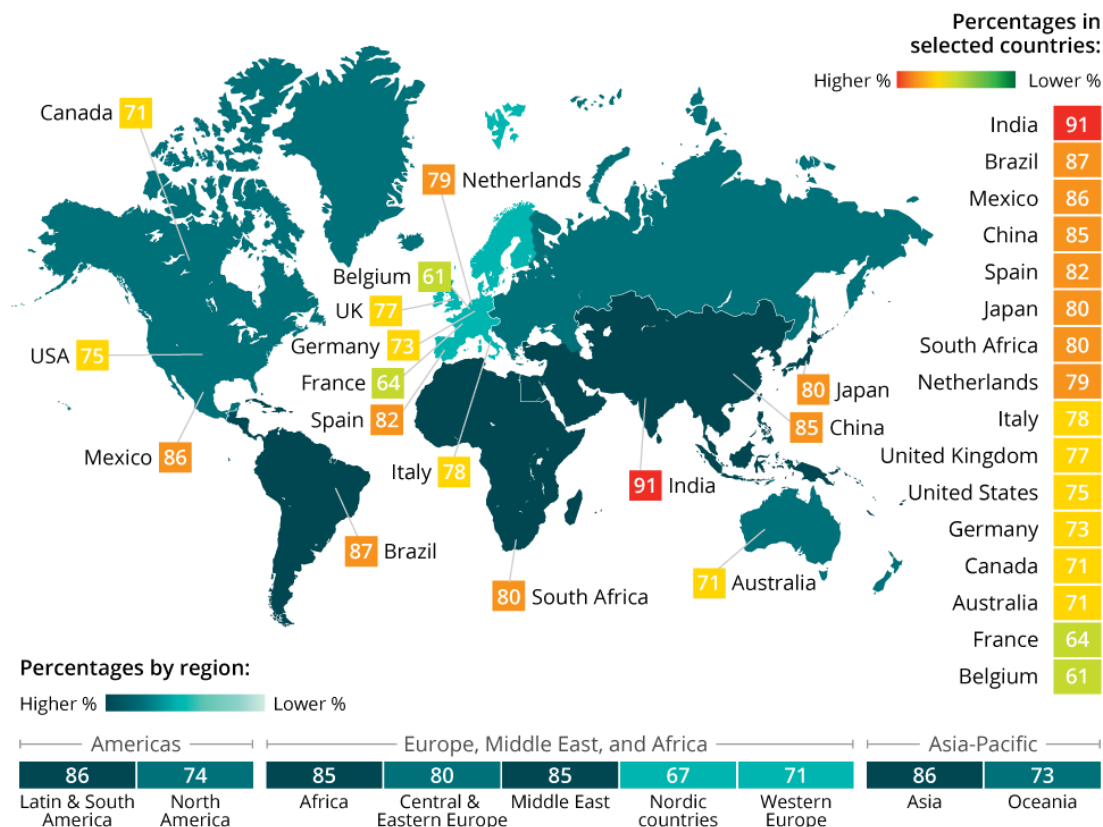 Percentages in
selected countries:
Higher % Lower %
India 91
Brazil 87
Mexico 86
China 85
Spain 82
Japan 80
South Africa 80
Netherlands 79
Italy 78
United Kingdom 77
United States 75
Germany 73
Canada 71
Australia 71
France 64
Belgium 61
Canada 71
79 Netherlands
Belgium 61
UK 77
Germany 73
USA 75
France 64
Spain 82
80 Japan
85 China
Mexico 86
Italy 78
91 India
87 Brazil
71 Australia
80 South Africa
Percentages by region:
Higher % Lower %
Americas
86 74
Latin & South
America
North
America
Europe, Middle East, and Africa
85 80 85 67 71
Africa
Central &
Eastern Europe
Middle East
Nordic
countries
Western
Europe
Asia-Pacific
86 73
Asia
Oceania